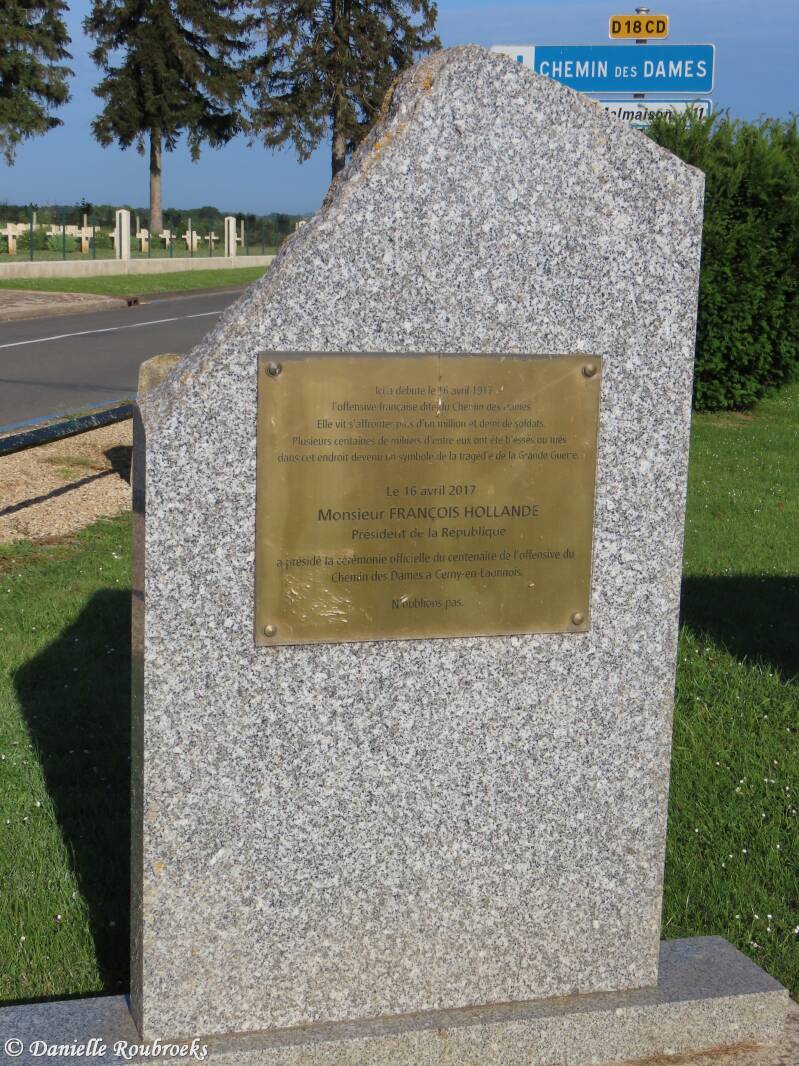 D18CD
CHEMIN DES DAMES
Ici a débuté le 16 avril 1917
l'offensive française dite du Chemin des Dames.
Elle vit s'affronter plus d'un million et demi de soldats.
Plusieurs centaines de milliers d'entre eux ont été blessés ou tués
dans cet endroit devenu un symbole de la tragédie de la Grande Guerre.
Le 16 avril 2017
Monsieur FRANÇOIS HOLLANDE
Président de la République
a présidé la cérémonie officielle du centenaire de l'offensive du
Chemin des Dames à Cerny-en-Laonnois.
N'oublions pas.
© Danielle Roubroeks